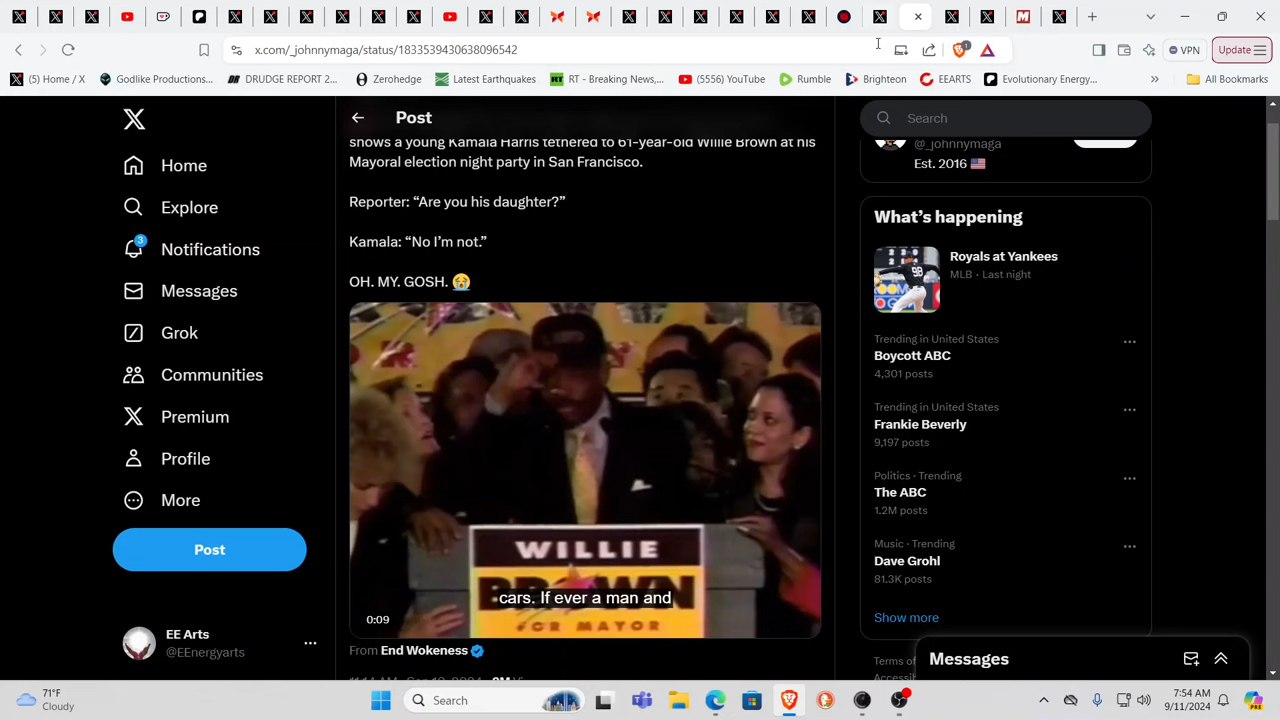 Update
x.com/_johnnymaga/status/1833539430638096542
1
VPN
Update
(5) Home / X
Godlike Productions...
DRUDGE REPORT 2...
Zerohedge
Latest Earthquakes
RT - Breaking News,...
(5556) YouTube
Rumble
Brighteon
EEARTS
Evolutionary Energy...
All Bookmarks
Post
Search
shows a young Kamala Harris tethered to 61-year-old Willie Brown at his
Mayoral election night party in San Francisco.
Reporter: “Are you his daughter?”
Kamala: “No I’m not.”
OH. MY. GOSH. 😭
WILLIE
BROWN
FOR MAYOR
cars. If ever a man and
0:09
From End Wokeness
Home
Explore
3
Notifications
Messages
Grok
Communities
Premium
Profile
More
Post
EE Arts
@EEnergyarts
@_johnnymaga
Est. 2016 🇺🇸
What’s happening
Royals at Yankees
MLB · Last night
Trending in United States
Boycott ABC
4,301 posts
Trending in United States
Frankie Beverly
9,197 posts
Politics · Trending
The ABC
1.2M posts
Music · Trending
Dave Grohl
81.3K posts
Show more
Terms of
Messages
71°F
Cloudy
Search
7:54 AM
9/11/2024